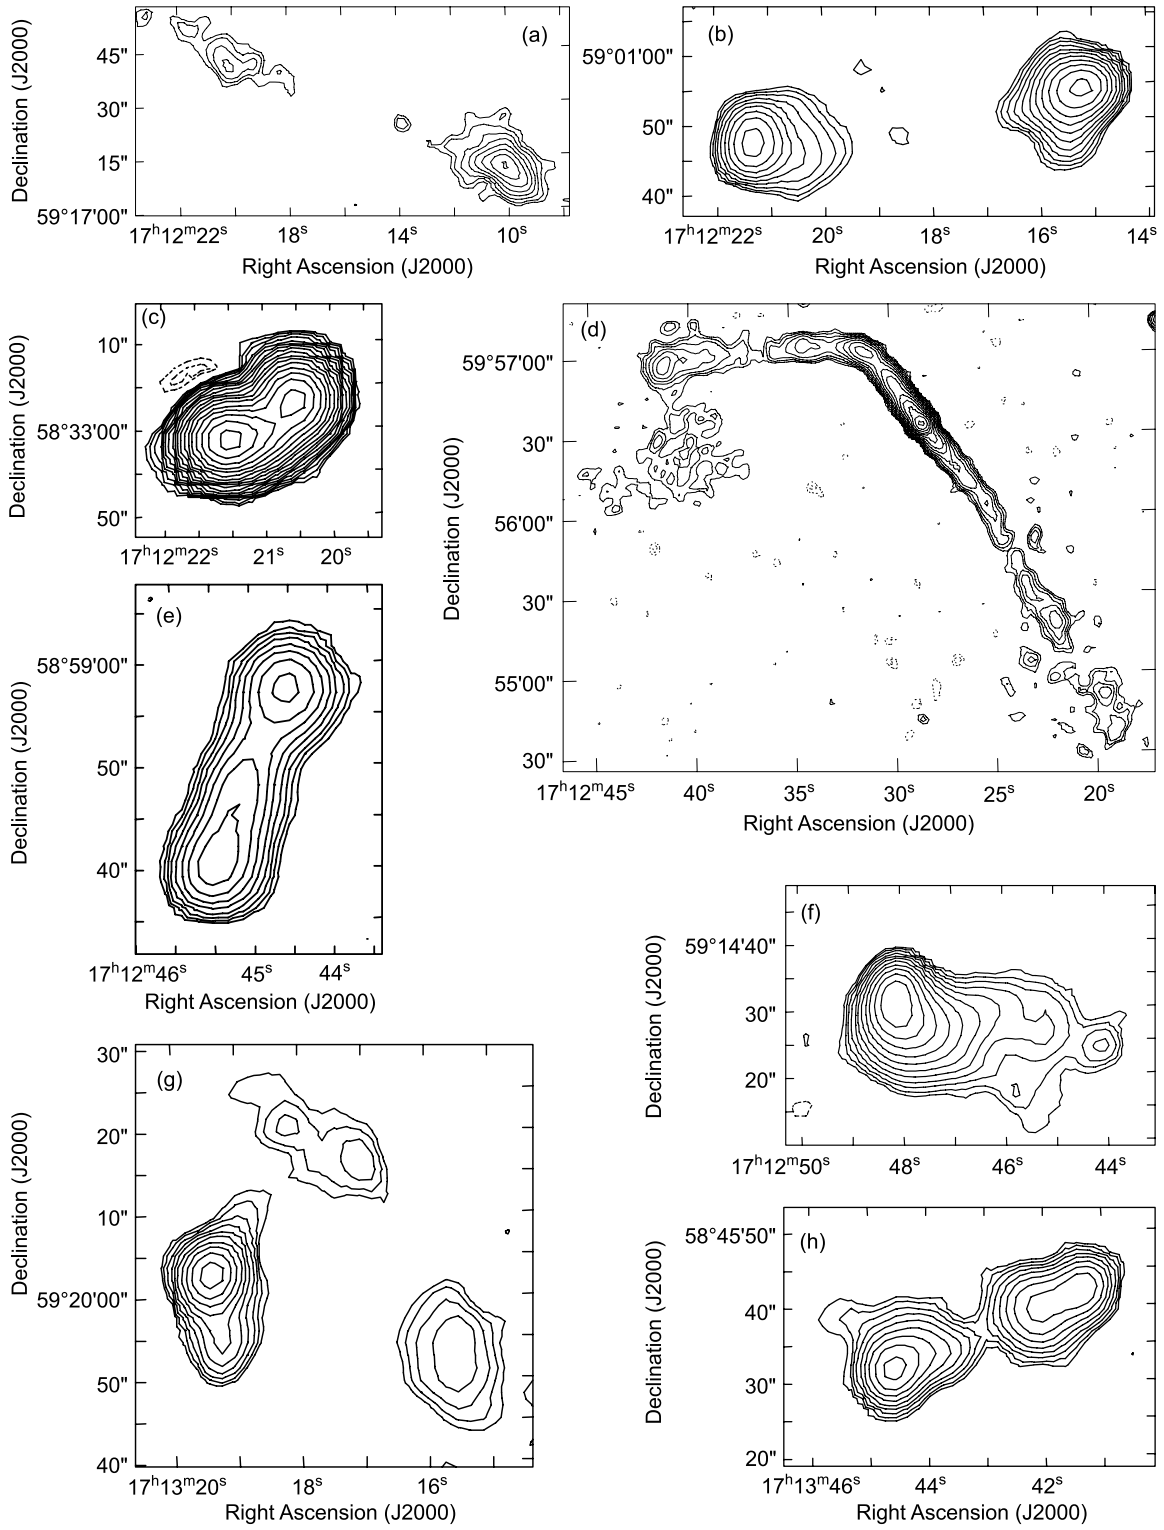 (a)
Declination (J2000)
45"
30"
15"
59°17'00"
17ʰ12ᵐ22ˢ 18ˢ 14ˢ 10ˢ
Right Ascension (J2000)
(b)
59°01'00"
50"
40"
17ʰ12ᵐ22ˢ 20ˢ 18ˢ 16ˢ 14ˢ
Right Ascension (J2000)
(c)
Declination (J2000)
10"
58°33'00"
50"
17ʰ12ᵐ22ˢ 21ˢ 20ˢ
(d)
Declination (J2000)
59°57'00"
30"
56'00"
30"
55'00"
30"
17ʰ12ᵐ45ˢ 40ˢ 35ˢ 30ˢ 25ˢ 20ˢ
Right Ascension (J2000)
(e)
Declination (J2000)
58°59'00"
50"
40"
17ʰ12ᵐ46ˢ 45ˢ 44ˢ
Right Ascension (J2000)
(f)
Declination (J2000)
59°14'40"
30"
20"
17ʰ12ᵐ50ˢ 48ˢ 46ˢ 44ˢ
(g)
Declination (J2000)
30"
20"
10"
59°20'00"
50"
40"
17ʰ13ᵐ20ˢ 18ˢ 16ˢ
Right Ascension (J2000)
(h)
Declination (J2000)
58°45'50"
40"
30"
20"
17ʰ13ᵐ46ˢ 44ˢ 42ˢ
Right Ascension (J2000)